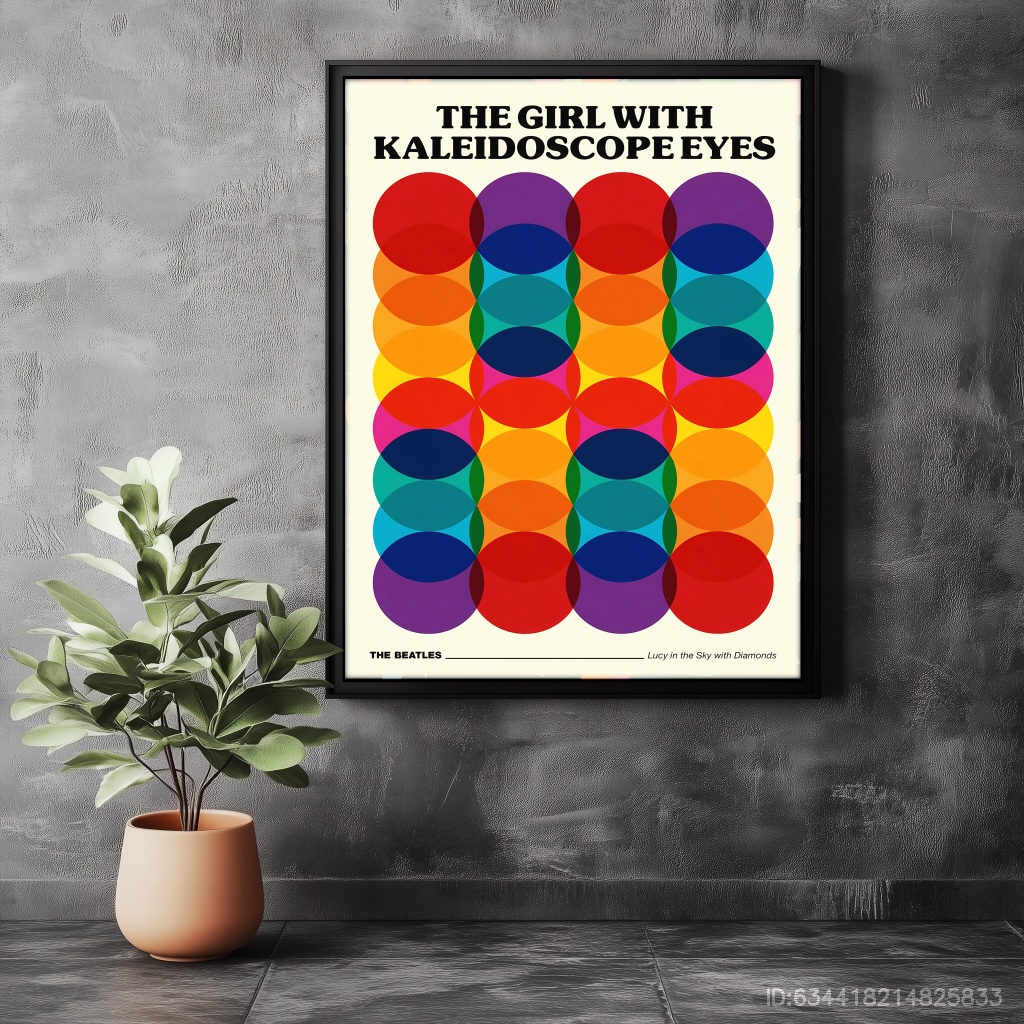 THE GIRL WITH
KALEIDOSCOPE EYES
THE BEATLES
Lucy in the Sky with Diamonds
ID:634418214825833